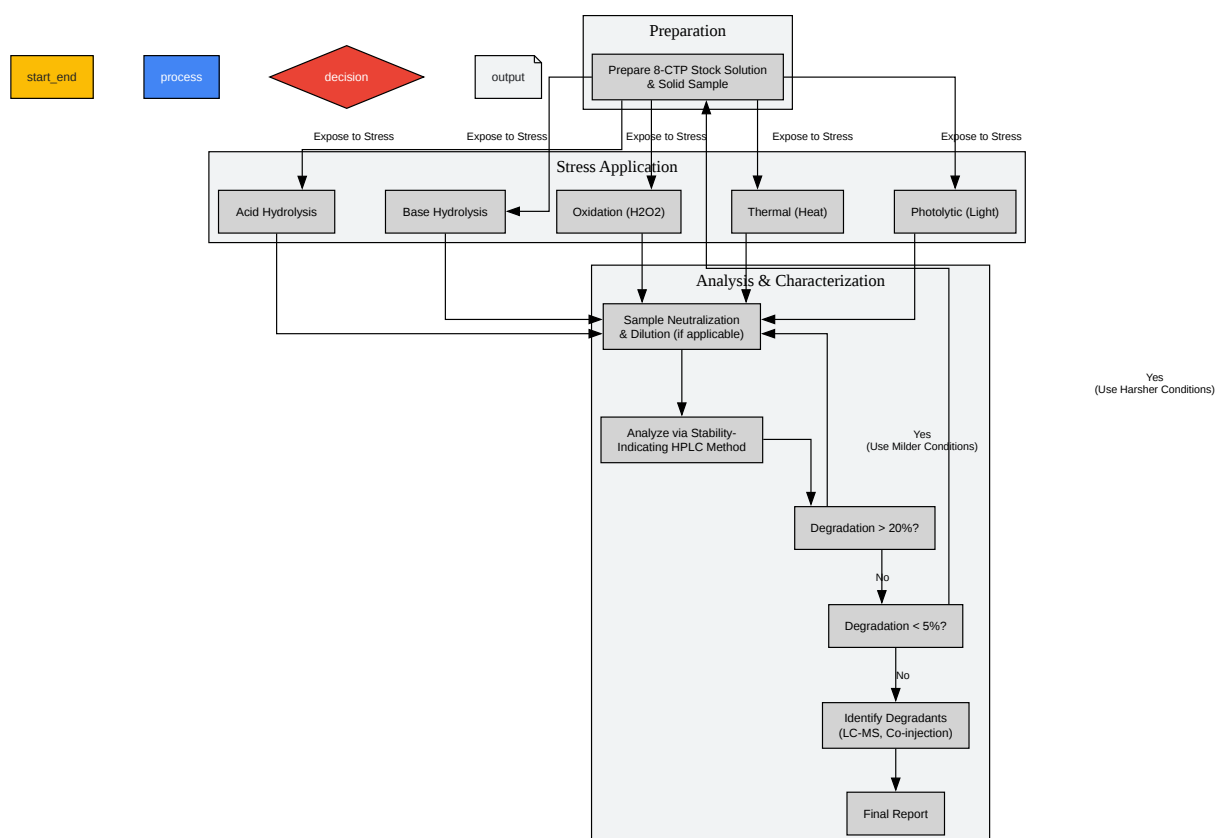 Preparation
start_end
process
decision
output
Prepare 8-CTP Stock Solution
& Solid Sample
Expose to Stress
Expose to Stress
Expose to Stress
Expose to Stress
Expose to Stress
Stress Application
Acid Hydrolysis
Base Hydrolysis
Oxidation (H2O2)
Thermal (Heat)
Photolytic (Light)
Analysis & Characterization
Sample Neutralization
& Dilution (if applicable)
Yes
(Use Harsher Conditions)
Analyze via Stability-
Indicating HPLC Method
Yes
(Use Milder Conditions)
Degradation > 20%?
No
Degradation < 5%?
No
Identify Degradants
(LC-MS, Co-injection)
Final Report